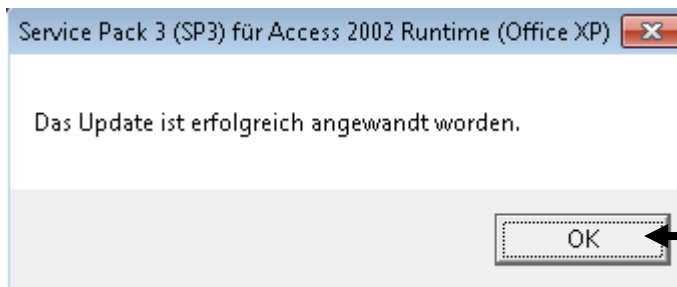 Service Pack 3 (SP3) für Access 2002 Runtime (Office XP)
Das Update ist erfolgreich angewandt worden.
OK